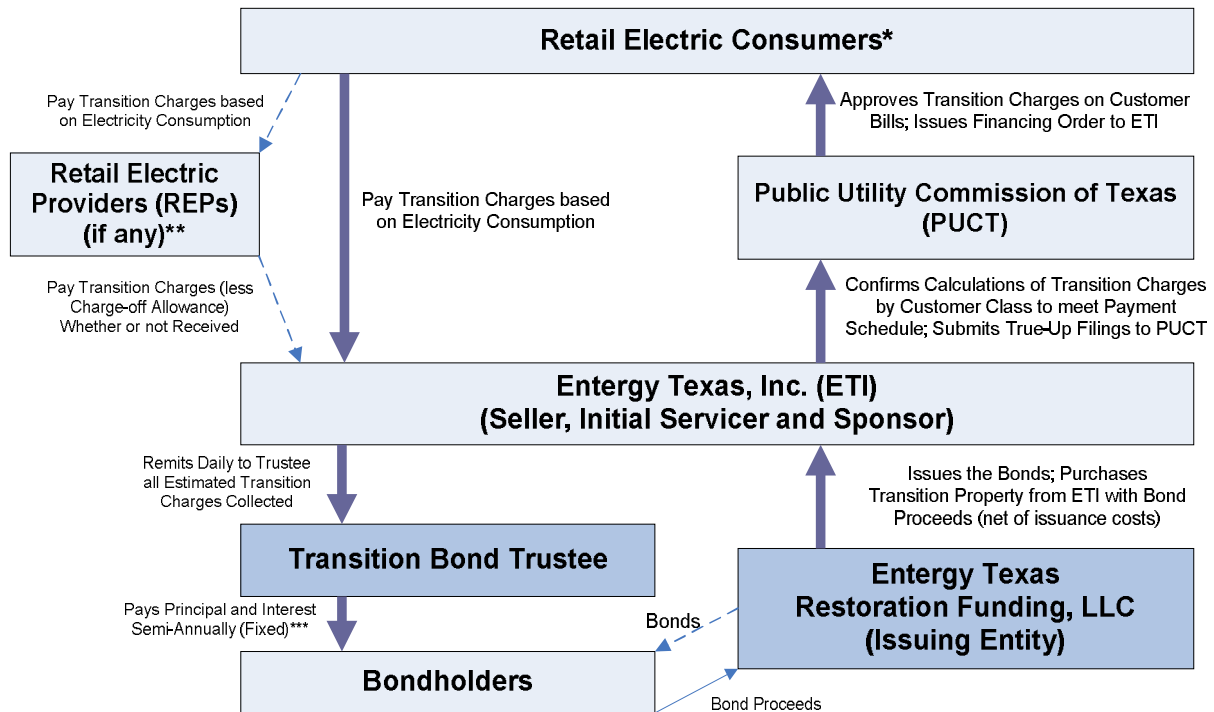 Retail Electric Consumers*
Pay Transition Charges based
on Electricity Consumption
Approves Transition Charges on Customer
Bills; Issues Financing Order to ETI
Retail Electric
Providers (REPs)
(if any)**
Pay Transition Charges based
on Electricity Consumption
Public Utility Commission of Texas
(PUCT)
Pay Transition Charges (less
Charge-off Allowance)
Whether or not Received
Confirms Calculations of Transition Charges
by Customer Class to meet Payment
Schedule; Submits True-Up Filings to PUCT
Entergy Texas, Inc. (ETI)
(Seller, Initial Servicer and Sponsor)
Remits Daily to Trustee
all Estimated Transition
Charges Collected
Issues the Bonds; Purchases
Transition Property from ETI with Bond
Proceeds (net of issuance costs)
Transition Bond Trustee
Entergy Texas
Restoration Funding, LLC
(Issuing Entity)
Pays Principal and Interest
Semi-Annually (Fixed)***
Bonds
Bondholders
Bond Proceeds